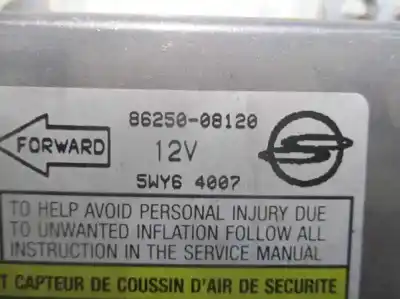 86250-08120
FORWARD
12V
5WY6 4007
TO HELP AVOID PERSONAL INJURY DUE
TO UNWANTED INFLATION FOLLOW ALL
INSTRUCTION IN THE SERVICE MANUAL
T CAPTEUR DE COUSSIN D'AIR DE SECURITE